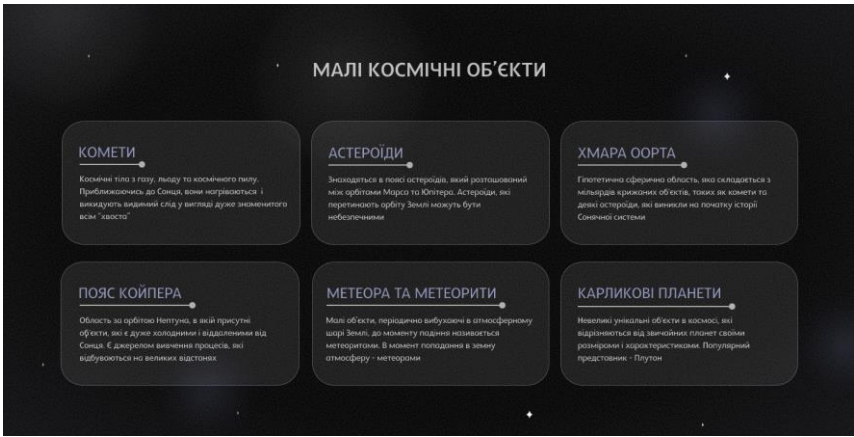 МАЛІ КОСМІЧНІ ОБ'ЄКТИ
КОМЕТИ
Космічні тіла з газу, льоду та космічного пилу.
Приближаючись до Сонця, вони нагріваються і
викидують видимий слід у вигляді дуже знаменитого
всім "хвоста"
АСТЕРОЇДИ
Знаходяться в поясі астероїдів, який розташований
між орбітами Марса та Юпітера. Астероїди, які
перетинають орбіту Землі можуть бути
небезпечними
ХМАРА ООРТА
Гіпотетична сферична область, яка складається з
мільярдів крижаних об'єктів, таких як комети та
деякі астероїди, які виникли на початку історії
Сонячної системи
ПОЯС КОЙПЕРА
Область за орбітою Нептуна, в якій присутні
об'єкти, які є дуже холодними і віддаленими від
Сонця. Є джерелом вивчення процесів, які
відбуваються на великих відстанях
МЕТЕОРА ТА МЕТЕОРИТИ
Малі об'єкти, періодично вибухаючі в атмосферному
шарі Землі, до моменту падіння називається
метеоритами. В момент попадання в земну
атмосферу - метеорами
КАРЛИКОВІ ПЛАНЕТИ
Невеликі унікальні об'єкти в космосі, які
відрізняються від звичайних планет своїми
розмірами і характеристиками. Популярний
представник - Плутон